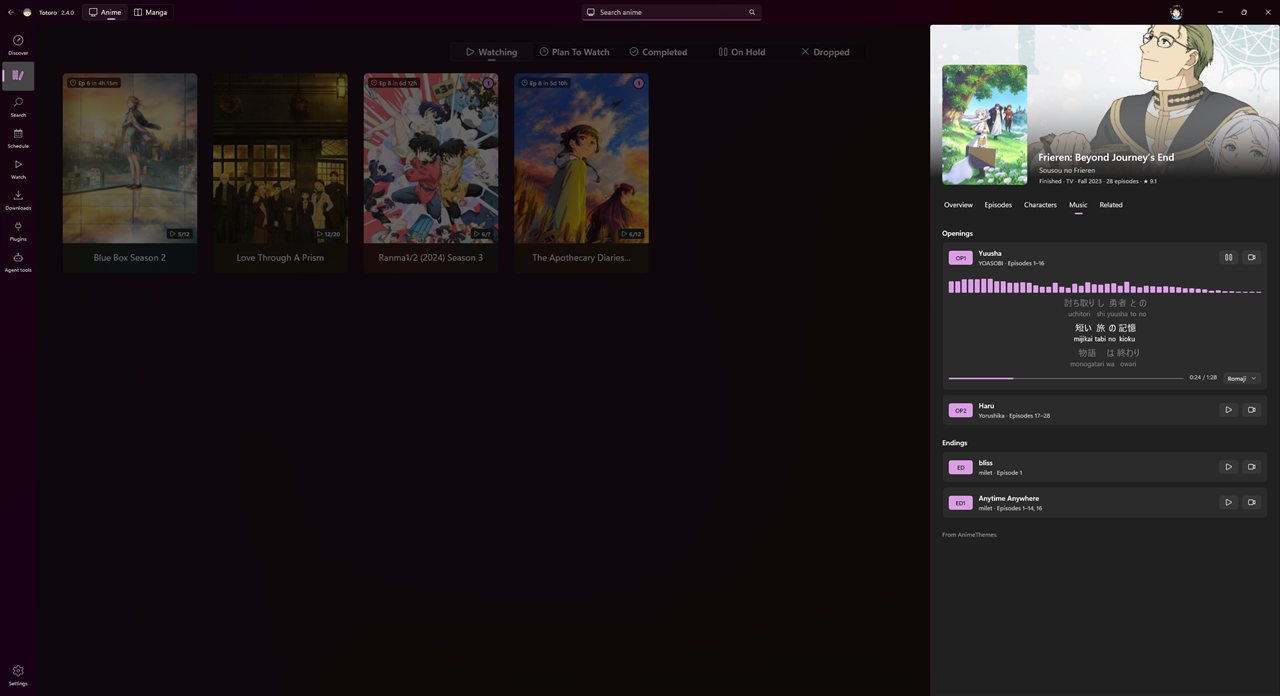 Totoro 2.4.0
Anime
Manga
Search anime
Discover
Search
Schedule
Watch
Downloads
Plugins
Agent tools
Settings
Watching
Plan To Watch
Completed
On Hold
Dropped
Ep 6 in 4h 15m
5/12
Blue Box Season 2
12/20
Love Through A Prism
Ep 8 in 6d 12h
1
6/?
Ranma1/2 (2024) Season 3
Ep 8 in 5d 10h
1
6/12
The Apothecary Diaries...
Frieren: Beyond Journey's End
Sousou no Frieren
Finished · TV · Fall 2023 · 28 episodes · ★ 9.1
Overview
Episodes
Characters
Music
Related
Openings
OP1
Yuusha
YOASOBI · Episodes 1–16
討ち取りし 勇者 との
uchitori shi yuusha to no
短い 旅 の 記憶
mijikai tabi no kioku
物語 は 終わり
monogatari wa owari
0:24 / 1:28
Romaji
OP2
Haru
Yorushika · Episodes 17–28
Endings
ED
bliss
milet · Episode 1
ED1
Anytime Anywhere
milet · Episodes 1–14, 16
From AnimeThemes.